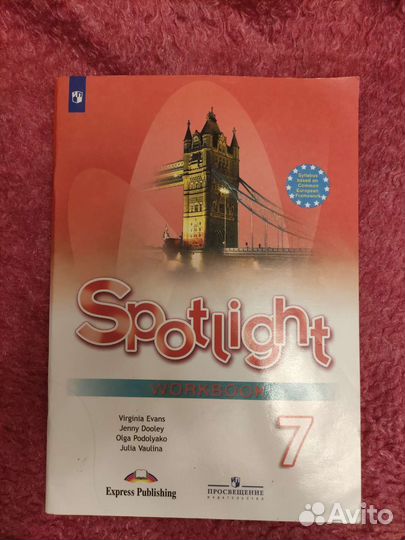 Syllabus
based on
Common
European
Framework
Spotlight
WORKBOOK
Virginia Evans
Jenny Dooley
Olga Podolyako
Julia Vaulina
7
Express Publishing
ПРОСВЕЩЕНИЕ
ИЗДАТЕЛЬСТВО
Avito